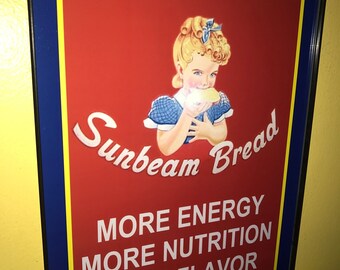 Sunbeam Bread
MORE ENERGY
MORE NUTRITION
FLAVOR